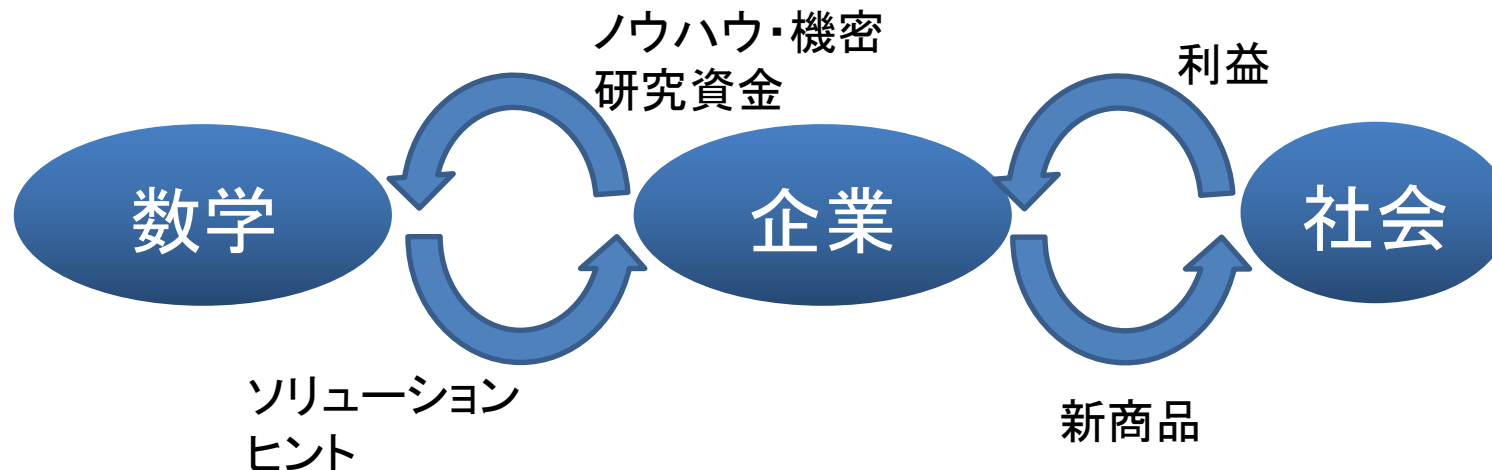 ノウハウ・機密
研究資金
利益
数学
企業
社会
ソリューション
ヒント
新商品